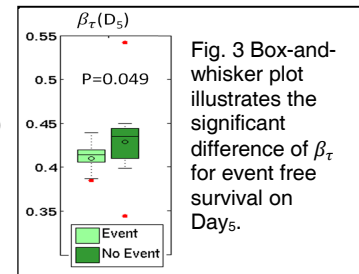 βτ(D5)
0.55
0.5
0.45
0.4
0.35
P=0.049
Event
No Event
Fig. 3 Box-and-
whisker plot
illustrates the
significant
difference of βτ
for event free
survival on
Day5.